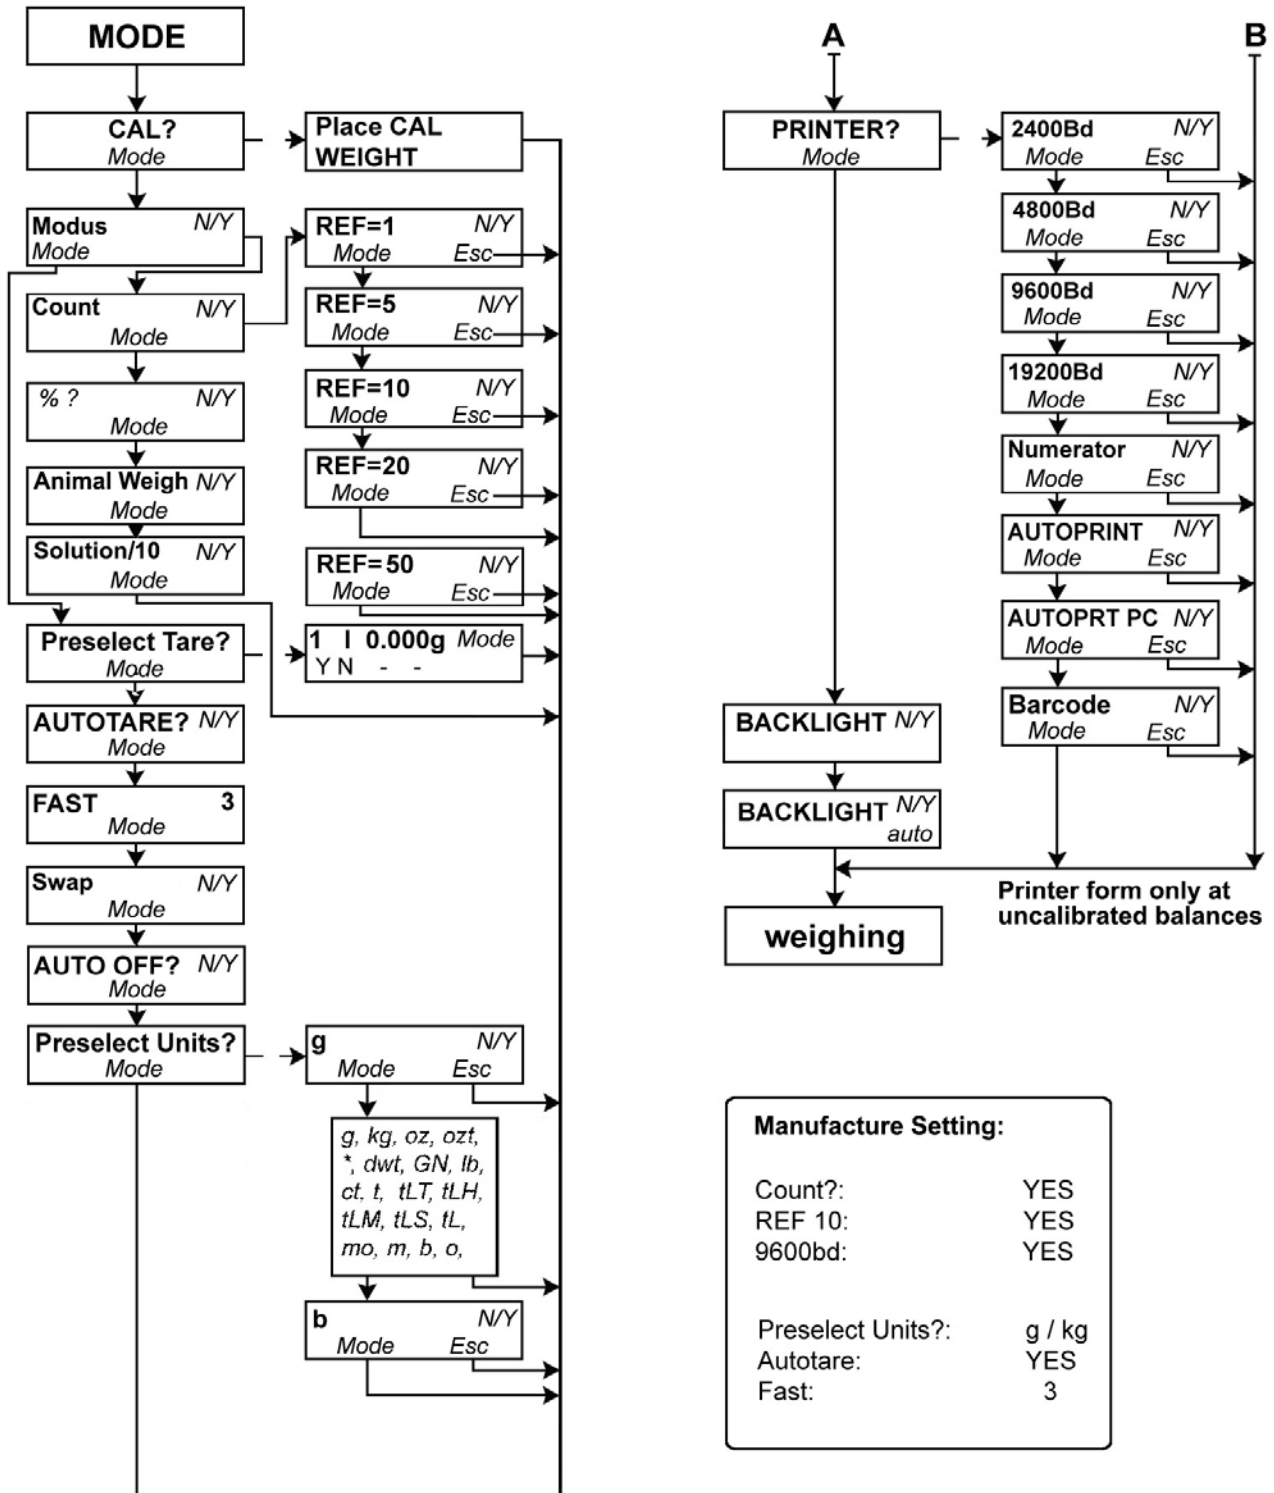 MODE
CAL?
Mode
Place CAL
WEIGHT
Modus N/Y
Mode
REF=1 N/Y
Mode Esc
Count N/Y
Mode
REF=5 N/Y
Mode Esc
% ? N/Y
Mode
REF=10 N/Y
Mode Esc
Animal Weigh N/Y
Mode
REF=20 N/Y
Mode Esc
Solution/10 N/Y
Mode
REF=50 N/Y
Mode Esc
Preselect Tare?
Mode
1 I 0.000g Mode
Y N - -
AUTOTARE? N/Y
Mode
FAST 3
Mode
Swap N/Y
Mode
AUTO OFF? N/Y
Mode
Preselect Units?
Mode
g N/Y
Mode Esc
g, kg, oz, ozt,
*, dwt, GN, lb,
ct, t, tLT, tLH,
tLM, tLS, tL,
mo, m, b, o,
b N/Y
Mode Esc
A
B
PRINTER?
Mode
2400Bd N/Y
Mode Esc
4800Bd N/Y
Mode Esc
9600Bd N/Y
Mode Esc
19200Bd N/Y
Mode Esc
Numerator N/Y
Mode Esc
AUTOPRINT N/Y
Mode Esc
AUTOPRT PC N/Y
Mode Esc
Barcode N/Y
Mode Esc
BACKLIGHT N/Y
BACKLIGHT N/Y
auto
Printer form only at
uncalibrated balances
weighing
Manufacture Setting:
Count?: YES
REF 10: YES
9600bd: YES
Preselect Units?: g / kg
Autotare: YES
Fast: 3